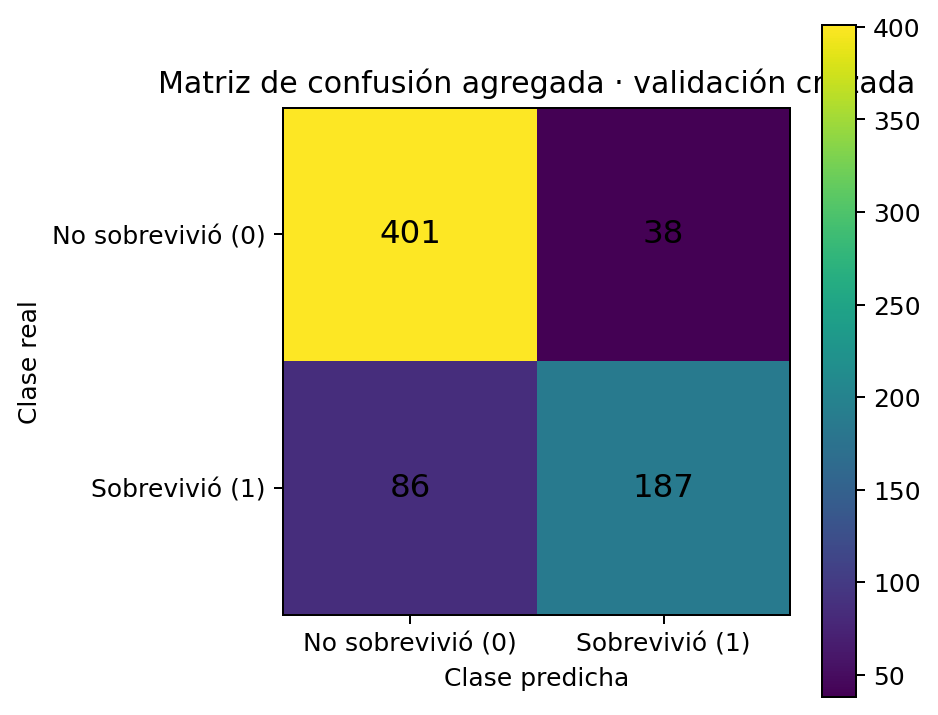 Matriz de confusión agregada · validación
400
350
300
250
200
150
100
50
Clase real
No sobrevivió (0)
401
38
Sobrevivió (1)
86
187
No sobrevivió (0)
Sobrevivió (1)
Clase predicha